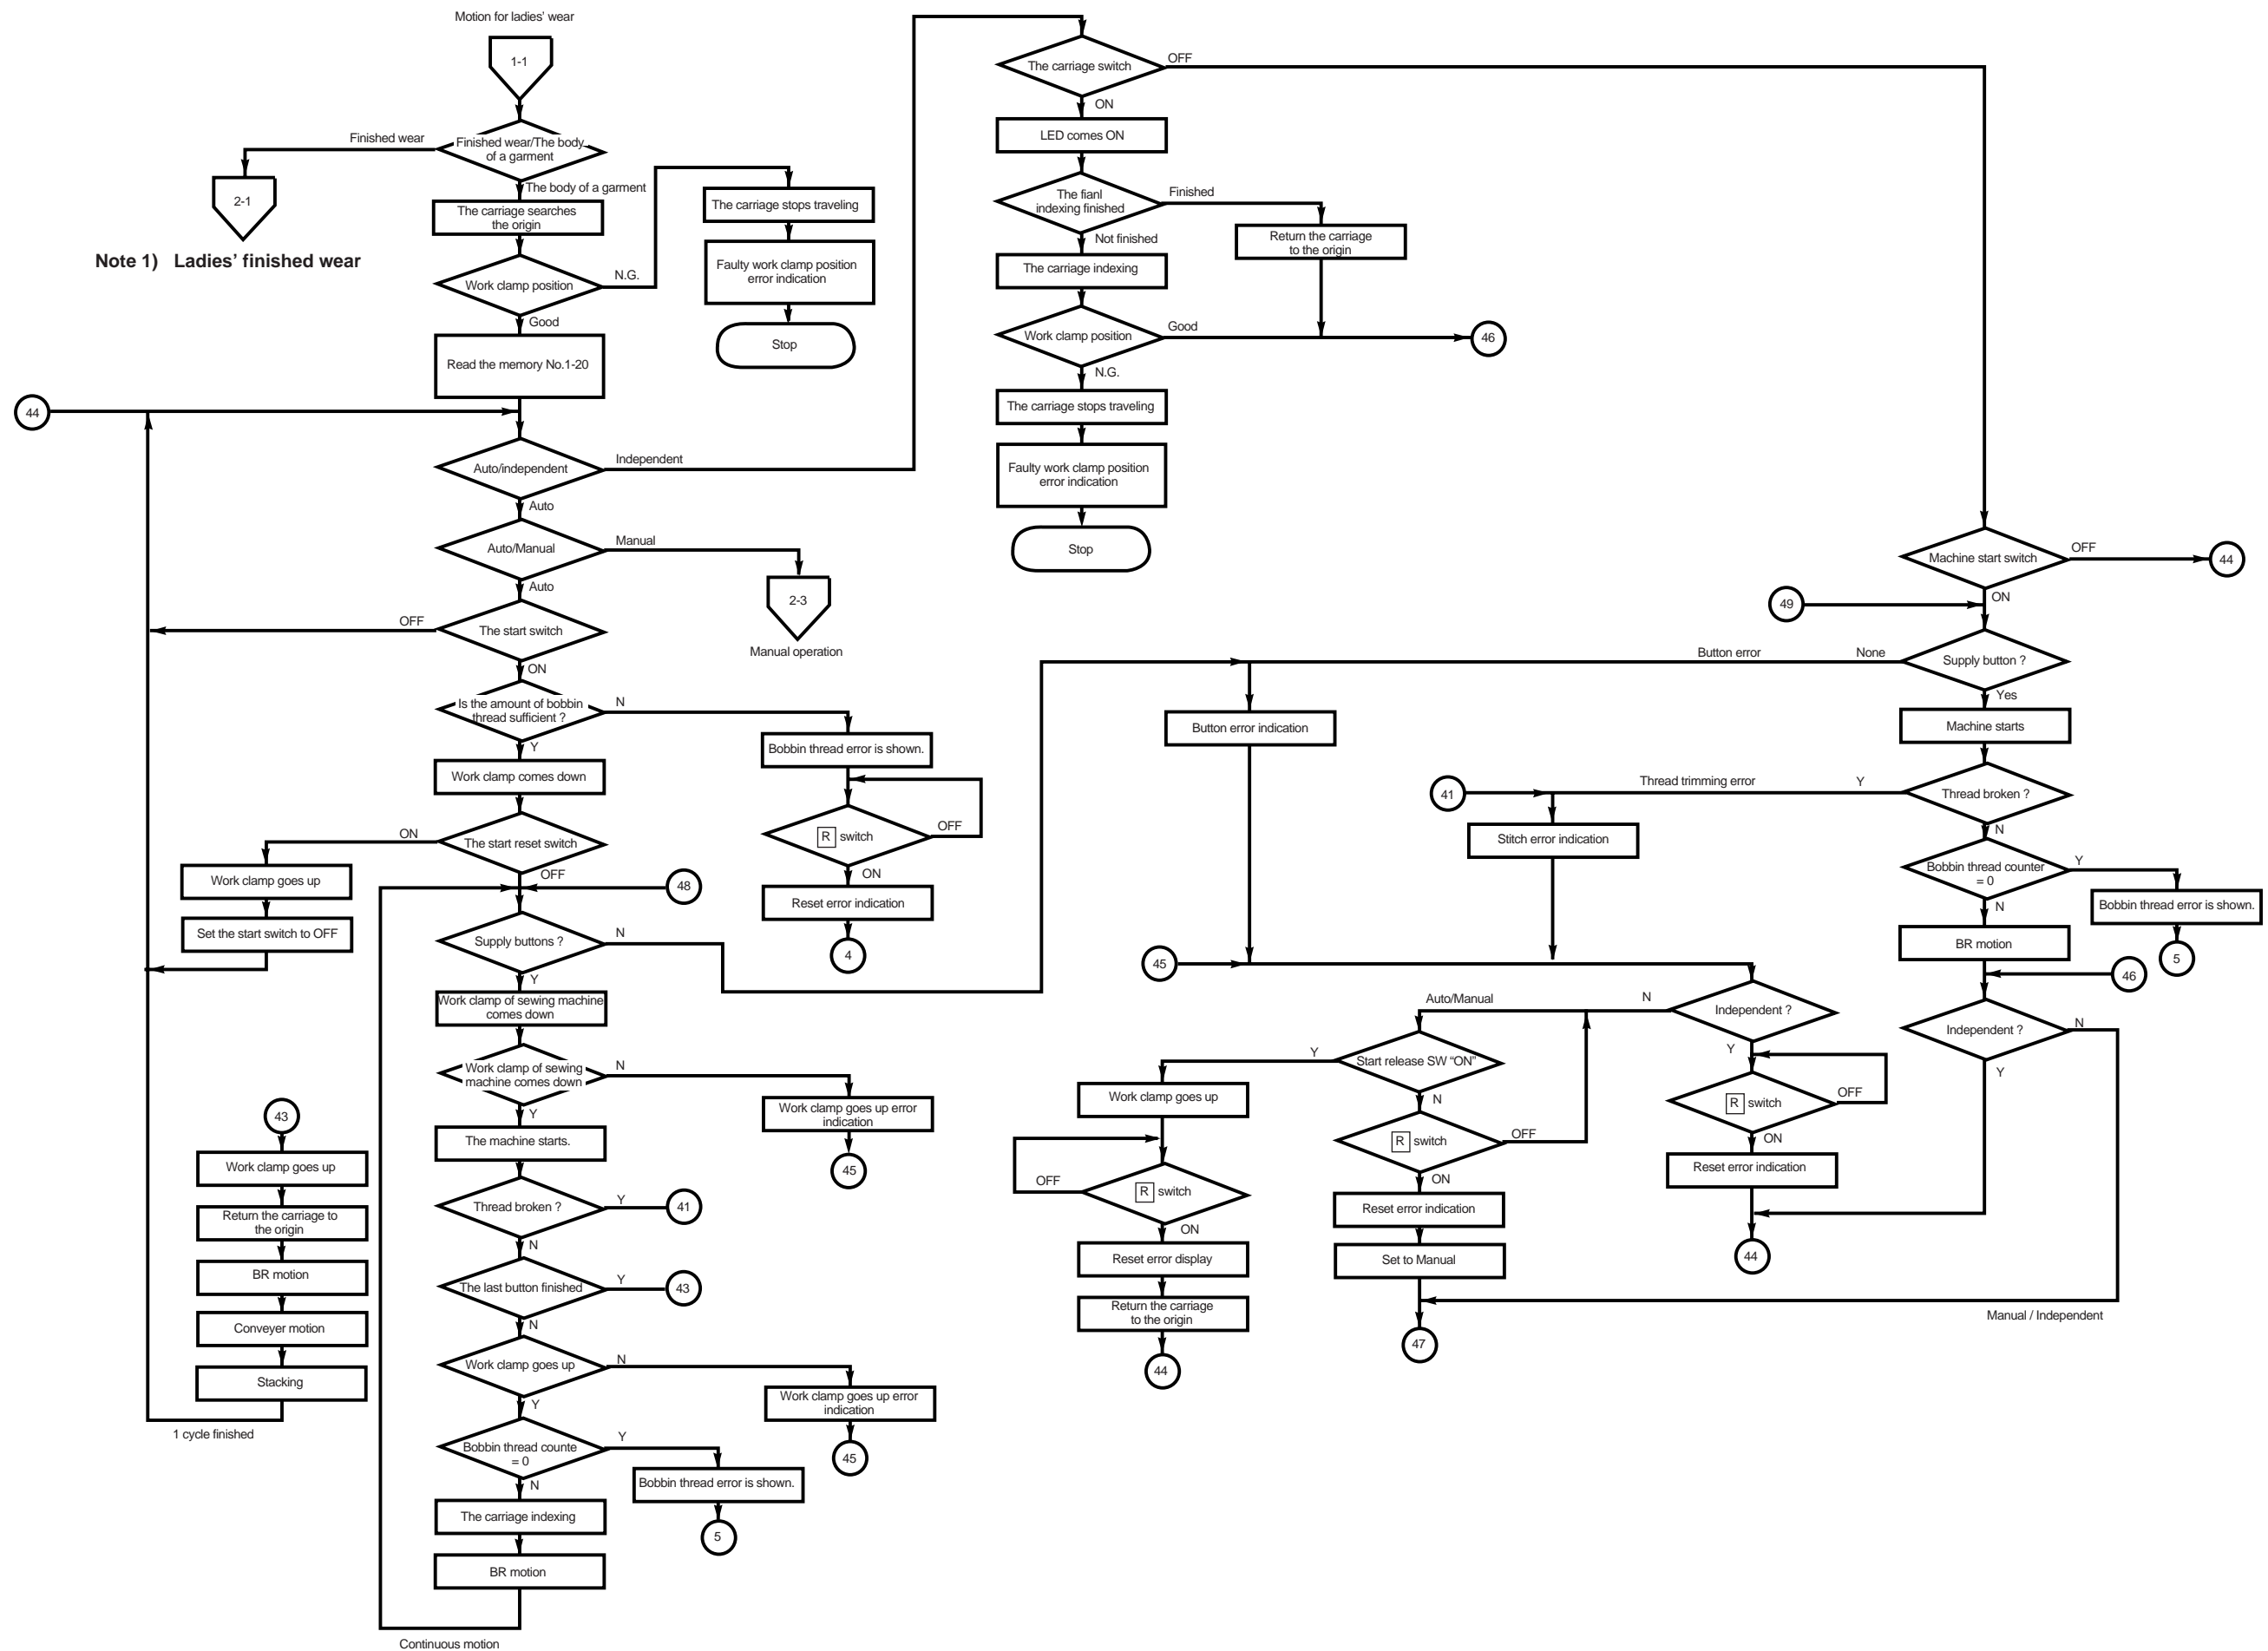 Motion for ladies’ wear
1-1
Finished wear
Finished wear/The body
of a garment
The body of a garment
2-1
Note 1) Ladies’ finished wear
The carriage searches
the origin
Work clamp position
N.G.
The carriage stops traveling
Faulty work clamp position
error indication
Stop
Good
Read the memory No.1-20
44
Auto/independent
Independent
Auto
Auto/Manual
Manual
2-3
Manual operation
Auto
The start switch
OFF
ON
Is the amount of bobbin
thread sufficient ?
N
Bobbin thread error is shown.
R switch
OFF
ON
Reset error indication
4
Y
Work clamp comes down
The start reset switch
ON
Work clamp goes up
Set the start switch to OFF
OFF
48
Supply buttons ?
N
Y
Work clamp of sewing machine
comes down
Work clamp of sewing
machine comes down
N
Work clamp goes up error
indication
45
Y
The machine starts.
Thread broken ?
Y
41
N
The last button finished
Y
43
N
Work clamp goes up
N
Work clamp goes up error
indication
45
Y
Bobbin thread counte
= 0
Y
Bobbin thread error is shown.
5
N
The carriage indexing
BR motion
Continuous motion
43
Work clamp goes up
Return the carriage to
the origin
BR motion
Conveyer motion
Stacking
1 cycle finished
The carriage switch
OFF
ON
LED comes ON
The fianl
indexing finished
Finished
Return the carriage
to the origin
Not finished
The carriage indexing
Work clamp position
Good
46
N.G.
The carriage stops traveling
Faulty work clamp position
error indication
Stop
Machine start switch
OFF
44
ON
49
Supply button ?
None
Button error
Button error indication
Yes
Machine starts
Thread broken ?
Y
Thread trimming error
41
Stitch error indication
N
Bobbin thread counter
= 0
Y
Bobbin thread error is shown.
5
N
BR motion
46
Independent ?
N
Y
45
Independent ?
N
Auto/Manual
Y
R switch
OFF
ON
Reset error indication
44
Start release SW “ON”
Y
N
Work clamp goes up
R switch
OFF
ON
Reset error display
Return the carriage
to the origin
44
R switch
OFF
ON
Reset error indication
Set to Manual
47
Manual / Independent